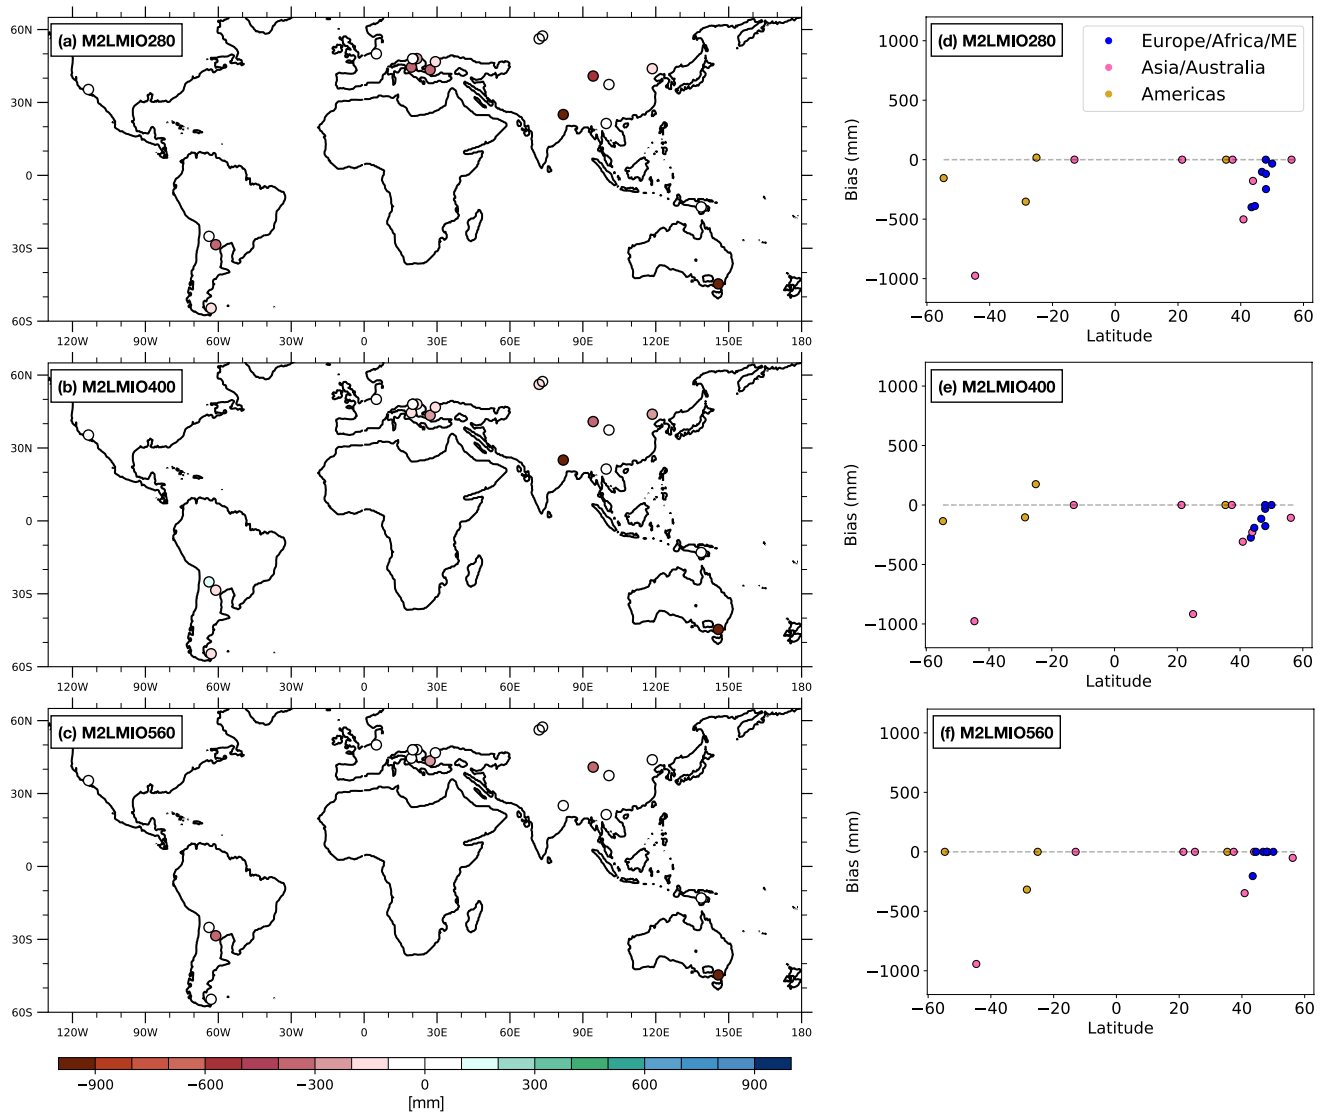 (a) M2LMIO280
60N
30N
0
30S
60S
120W 90W 60W 30W 0 30E 60E 90E 120E 150E 180
(d) M2LMIO280
Europe/Africa/ME
Asia/Australia
Americas
1000
500
0
−500
−1000
Bias (mm)
−60 −40 −20 0 20 40 60
Latitude
(b) M2LMIO400
60N
30N
0
30S
60S
120W 90W 60W 30W 0 30E 60E 90E 120E 150E 180
(e) M2LMIO400
1000
500
0
−500
−1000
Bias (mm)
−60 −40 −20 0 20 40 60
Latitude
(c) M2LMIO560
60N
30N
0
30S
60S
120W 90W 60W 30W 0 30E 60E 90E 120E 150E 180
(f) M2LMIO560
1000
500
0
−500
−1000
Bias (mm)
−60 −40 −20 0 20 40 60
Latitude
−900 −600 −300 0 300 600 900
[mm]